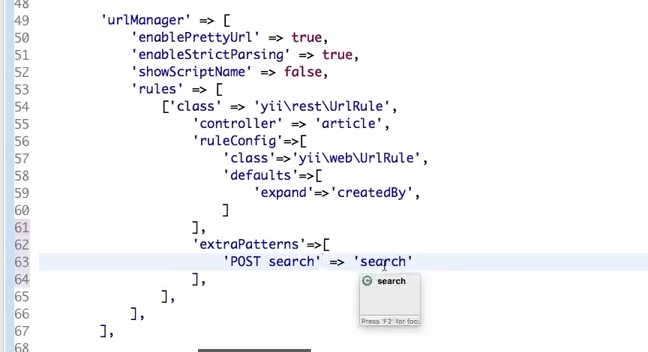 48
49 'urlManager' => [
50 'enablePrettyUrl' => true,
51 'enableStrictParsing' => true,
52 'showScriptName' => false,
53 'rules' => [
54 ['class' => 'yii\rest\UrlRule',
55 'controller' => 'article',
56 'ruleConfig'=>[
57 'class'=>'yii\web\UrlRule',
58 'defaults'=>[
59 'expand'=>'createdBy',
60 ]
61 ],
62 'extraPatterns'=>[
63 'POST search' => 'search'
64 ],
65 ],
66 ],
67 ],
68
C search
Press 'F2' for focu